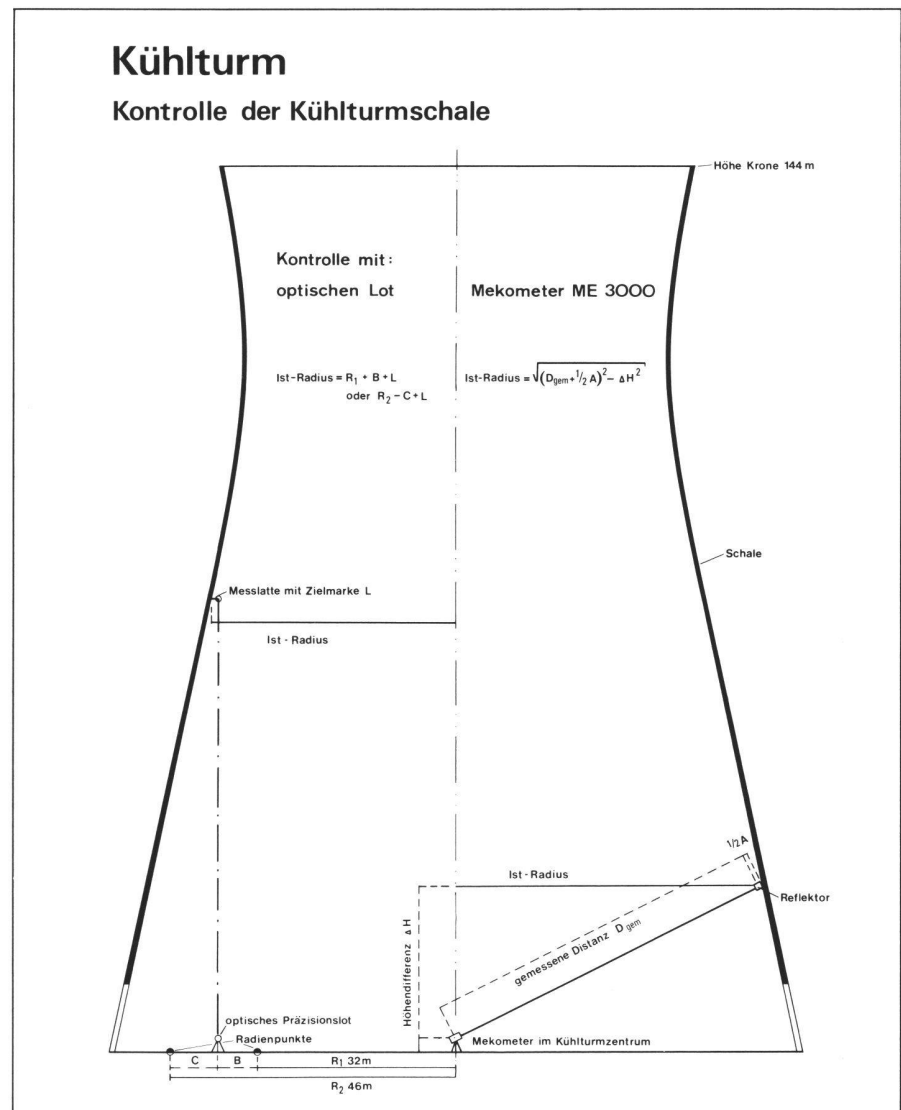 Kühlturm
Kontrolle der Kühlturmschale
Höhe Krone 144 m
Kontrolle mit:
optischen Lot
Mekometer ME 3000
Ist-Radius = R₁ + B + L
oder R₂ – C + L
Ist-Radius = √(D_gem + ½ A)² – ΔH²
Schale
Messlatte mit Zielmarke L
Ist - Radius
½ A
Ist - Radius
Reflektor
gemessene Distanz D_gem
Höhendifferenz ΔH
optisches Präzisionslot
Radienpunkte
Mekometer im Kühlturmzentrum
C
B
R₁ 32m
R₂ 46m